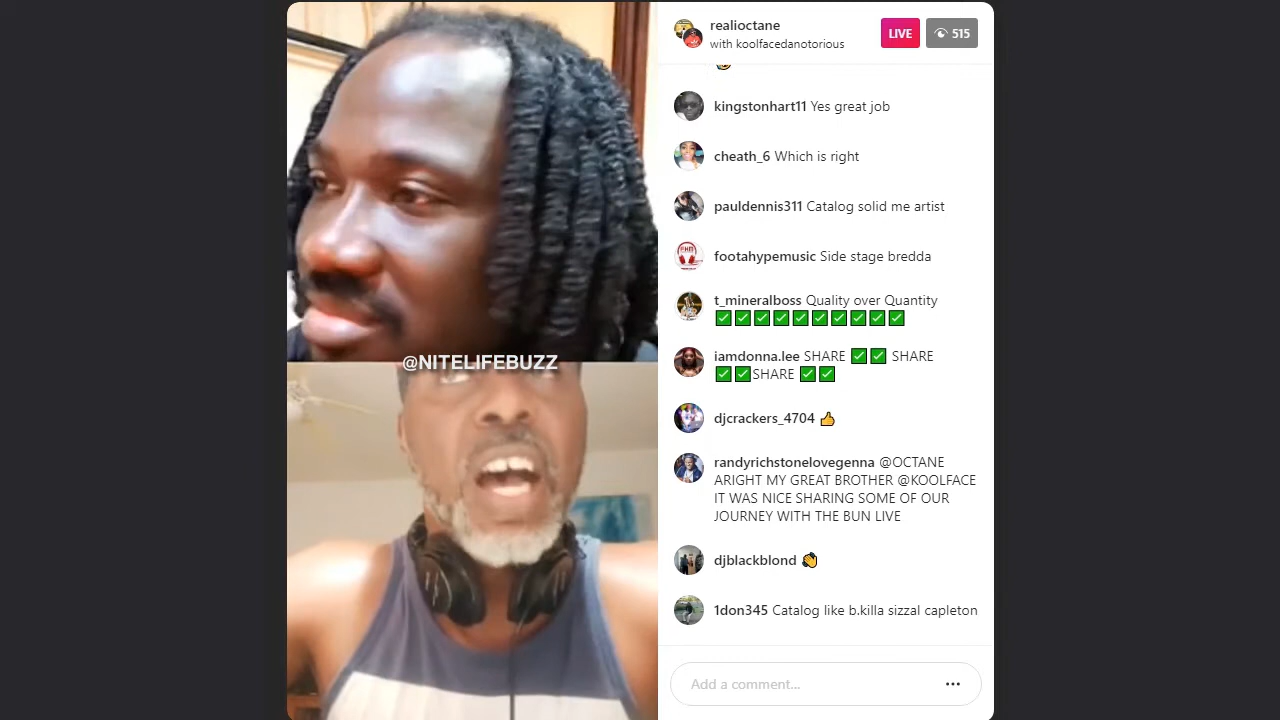 realioctane
with koolfacedanotorious
LIVE
515
kingstonhart11 Yes great job
cheath_6 Which is right
pauldennis311 Catalog solid me artist
footahypemusic Side stage bredda
t_mineralboss Quality over Quantity
✅✅✅✅✅✅✅✅✅✅
@NITELIFEBUZZ
iamdonna.lee SHARE ✅✅ SHARE
✅✅SHARE ✅✅
djcrackers_4704 👍
randyrichstonelovegenna @OCTANE
ARIGHT MY GREAT BROTHER @KOOLFACE
IT WAS NICE SHARING SOME OF OUR
JOURNEY WITH THE BUN LIVE
djblackblond 👏
1don345 Catalog like b.killa sizzal capleton
Add a comment...